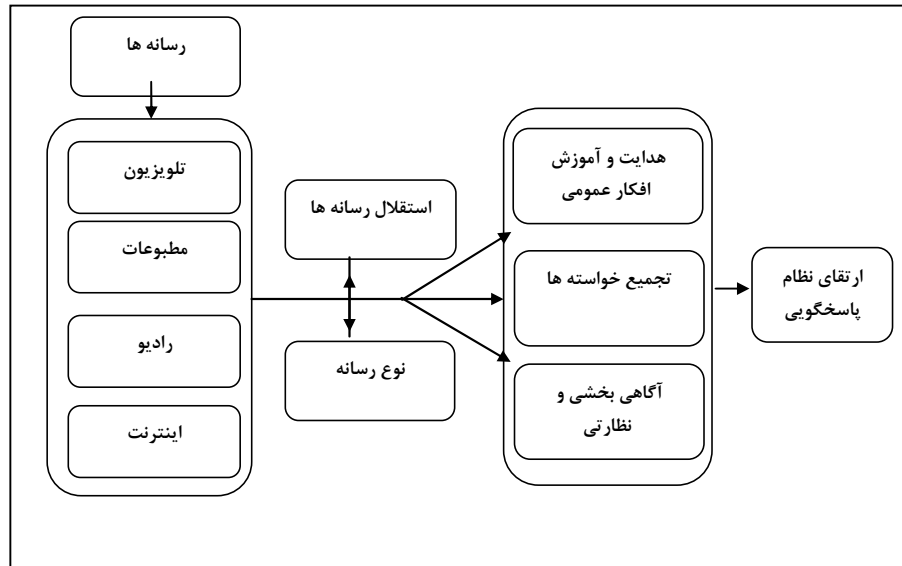 رسانه ها
تلویزیون
مطبوعات
رادیو
اینترنت
استقلال رسانه ها
نوع رسانه
هدایت و آموزش
افکار عمومی
تجمیع خواسته ها
آگاهی بخشی و
نظارتی
ارتقای نظام
پاسخگویی